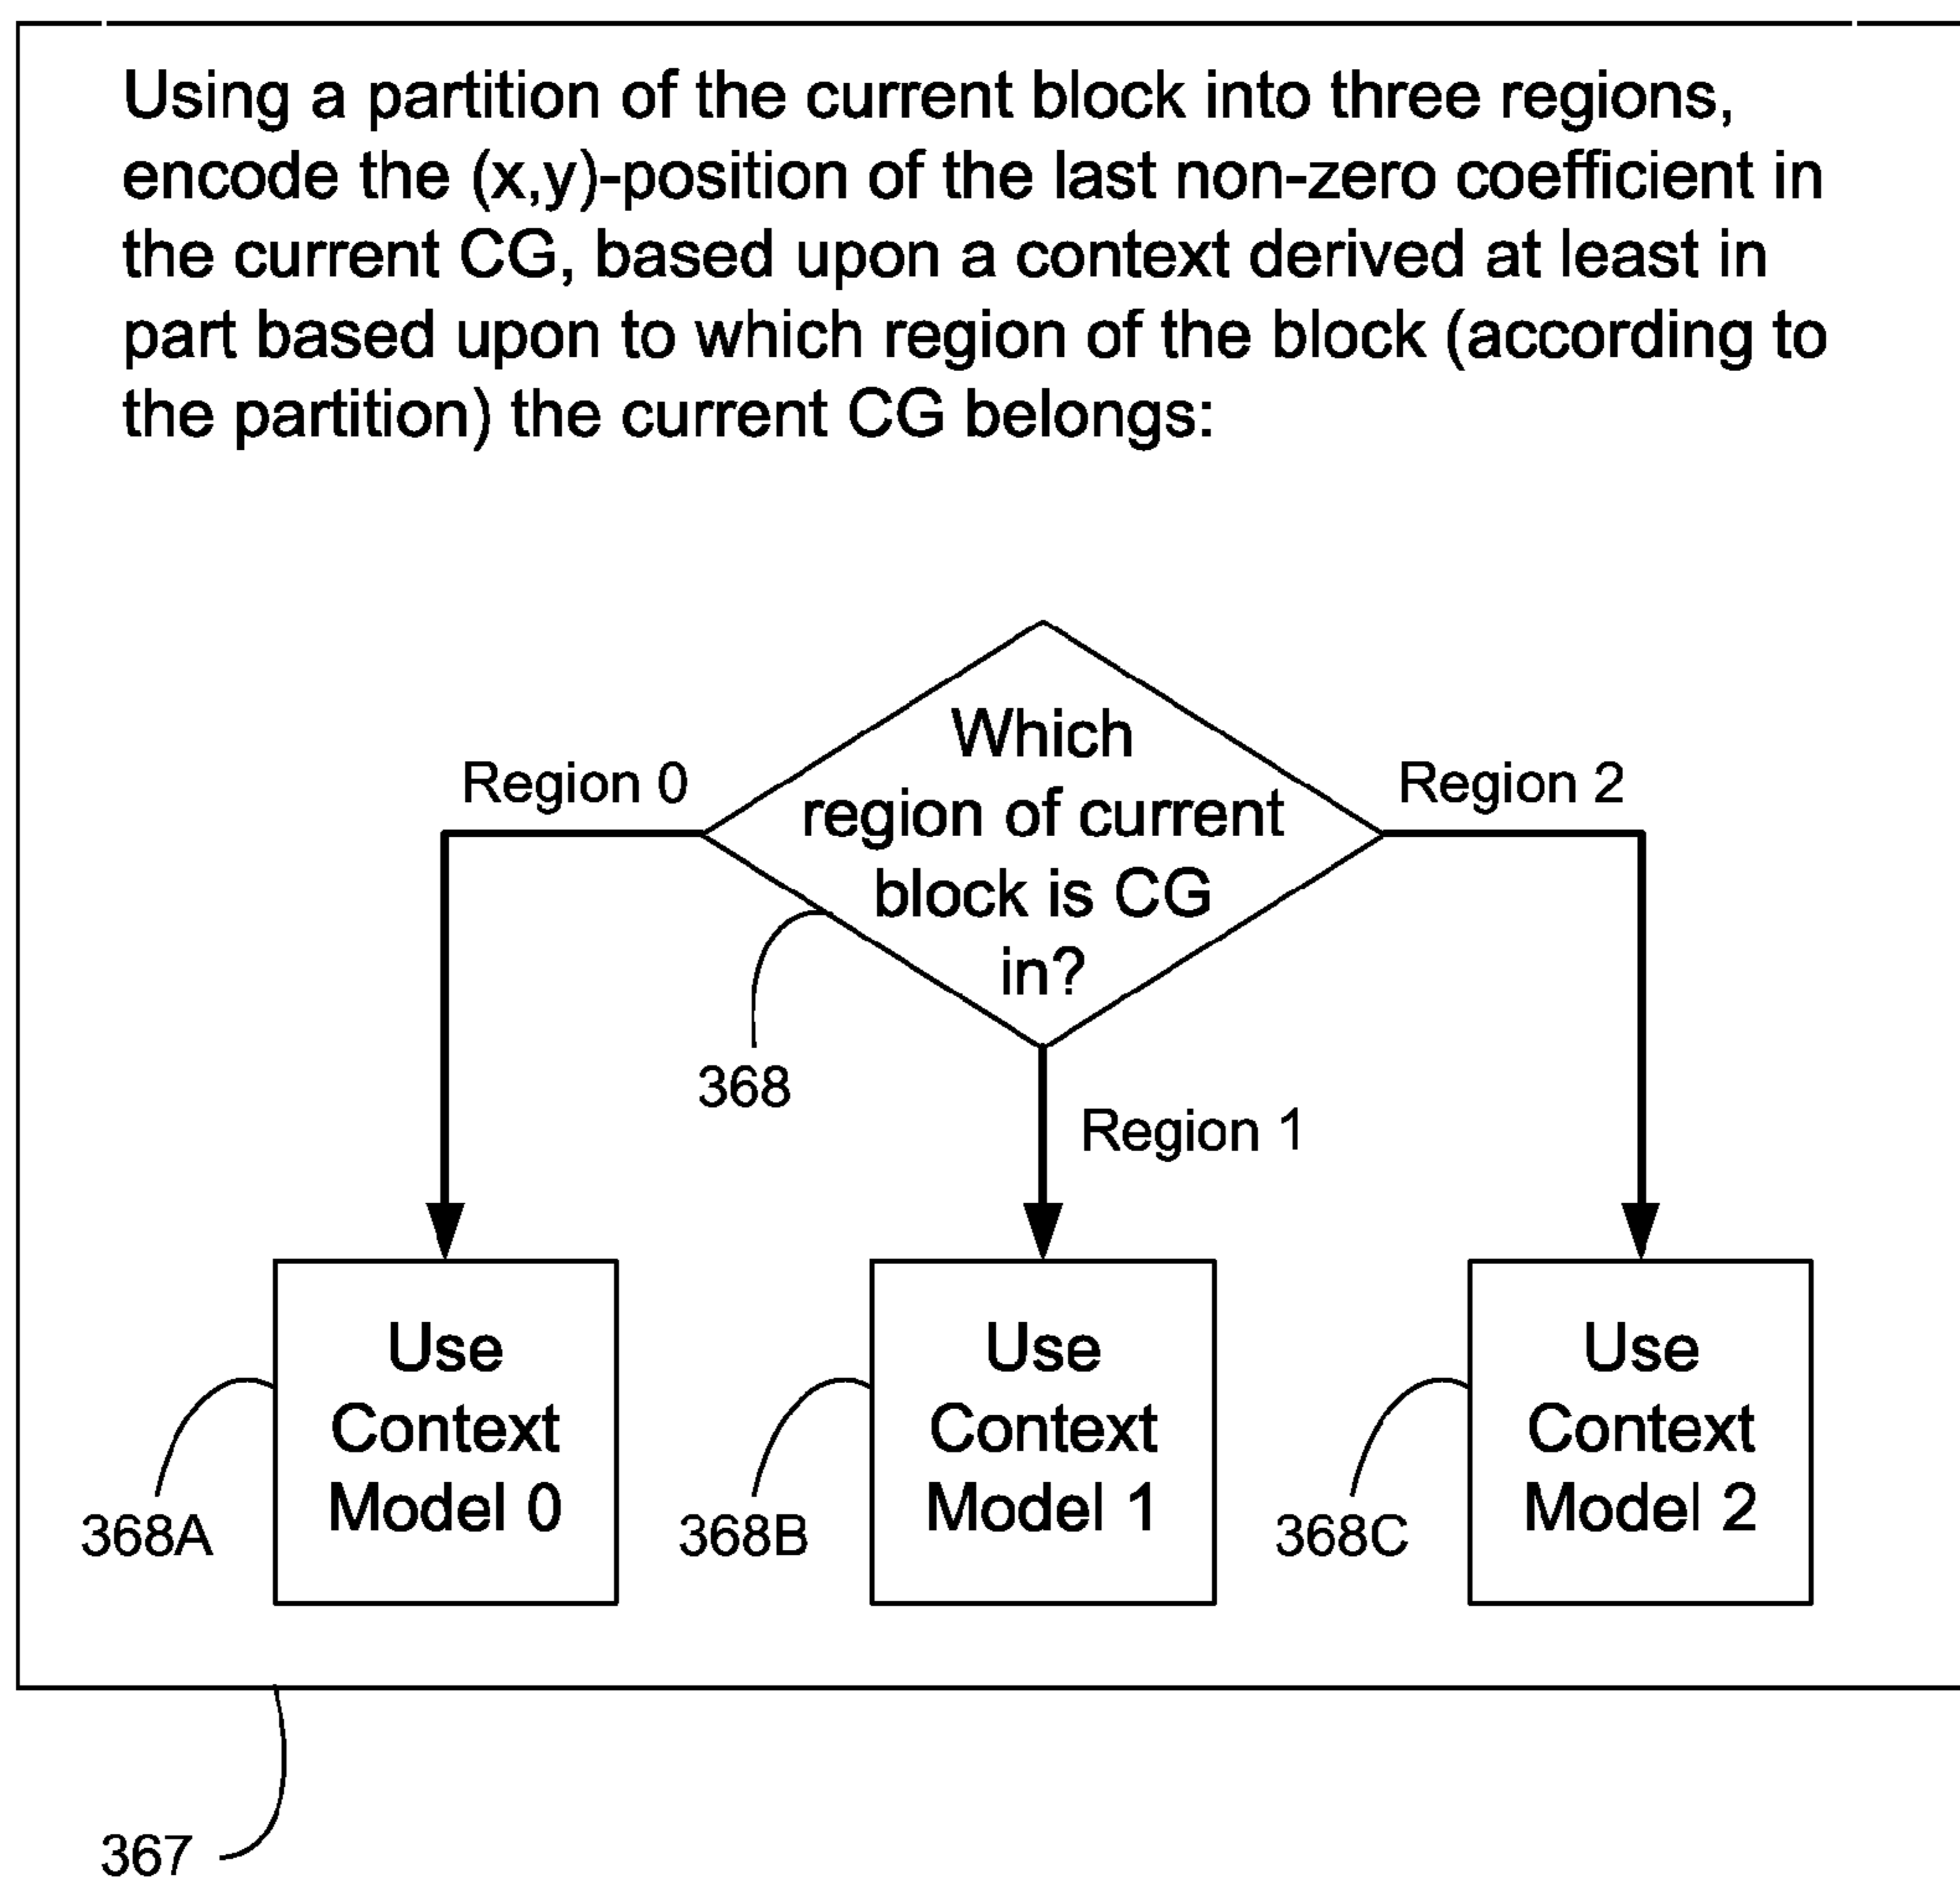 Using a partition of the current block into three regions,
encode the (x,y)-position of the last non-zero coefficient in
the current CG, based upon a context derived at least in
part based upon to which region of the block (according to
the partition) the current CG belongs:
Which
region of current
block is CG
in?
Region 0
Region 2
368
Region 1
Use
Context
Model 0
368A
Use
Context
Model 1
368B
Use
Context
Model 2
368C
367